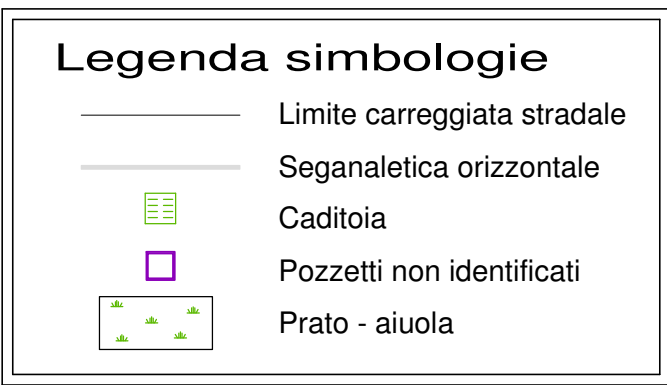 Legenda simbologie
Limite carreggiata stradale
Seganaletica orizzontale
Caditoia
Pozzetti non identificati
Prato - aiuola